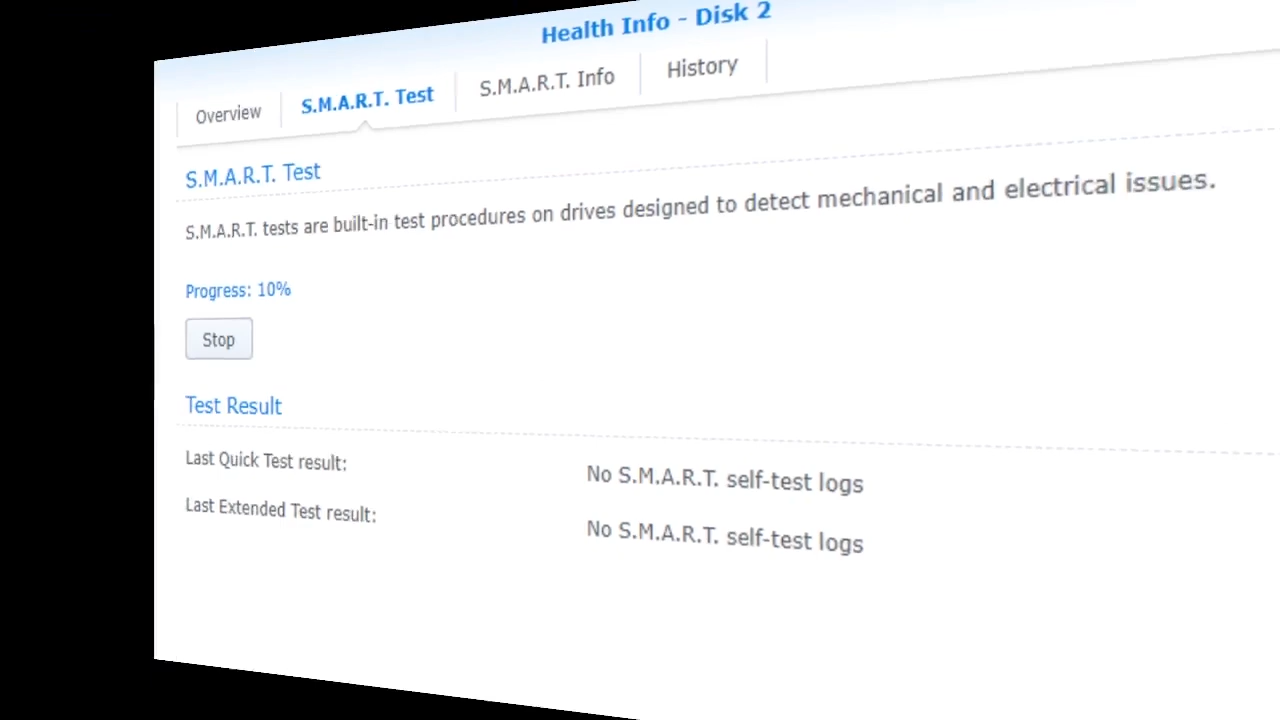 Health Info - Disk 2
Overview
S.M.A.R.T. Test
S.M.A.R.T. Info
History
S.M.A.R.T. Test
S.M.A.R.T. tests are built-in test procedures on drives designed to detect mechanical and electrical issues.
Progress: 10%
Stop
Test Result
Last Quick Test result:
No S.M.A.R.T. self-test logs
Last Extended Test result:
No S.M.A.R.T. self-test logs